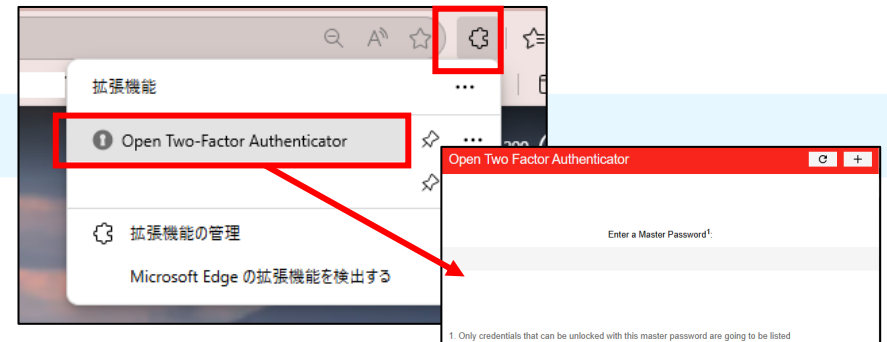 拡張機能
Open Two-Factor Authenticator
拡張機能の管理
Microsoft Edge の拡張機能を検出する
Open Two Factor Authenticator
Enter a Master Password1:
1. Only credentials that can be unlocked with this master password are going to be listed